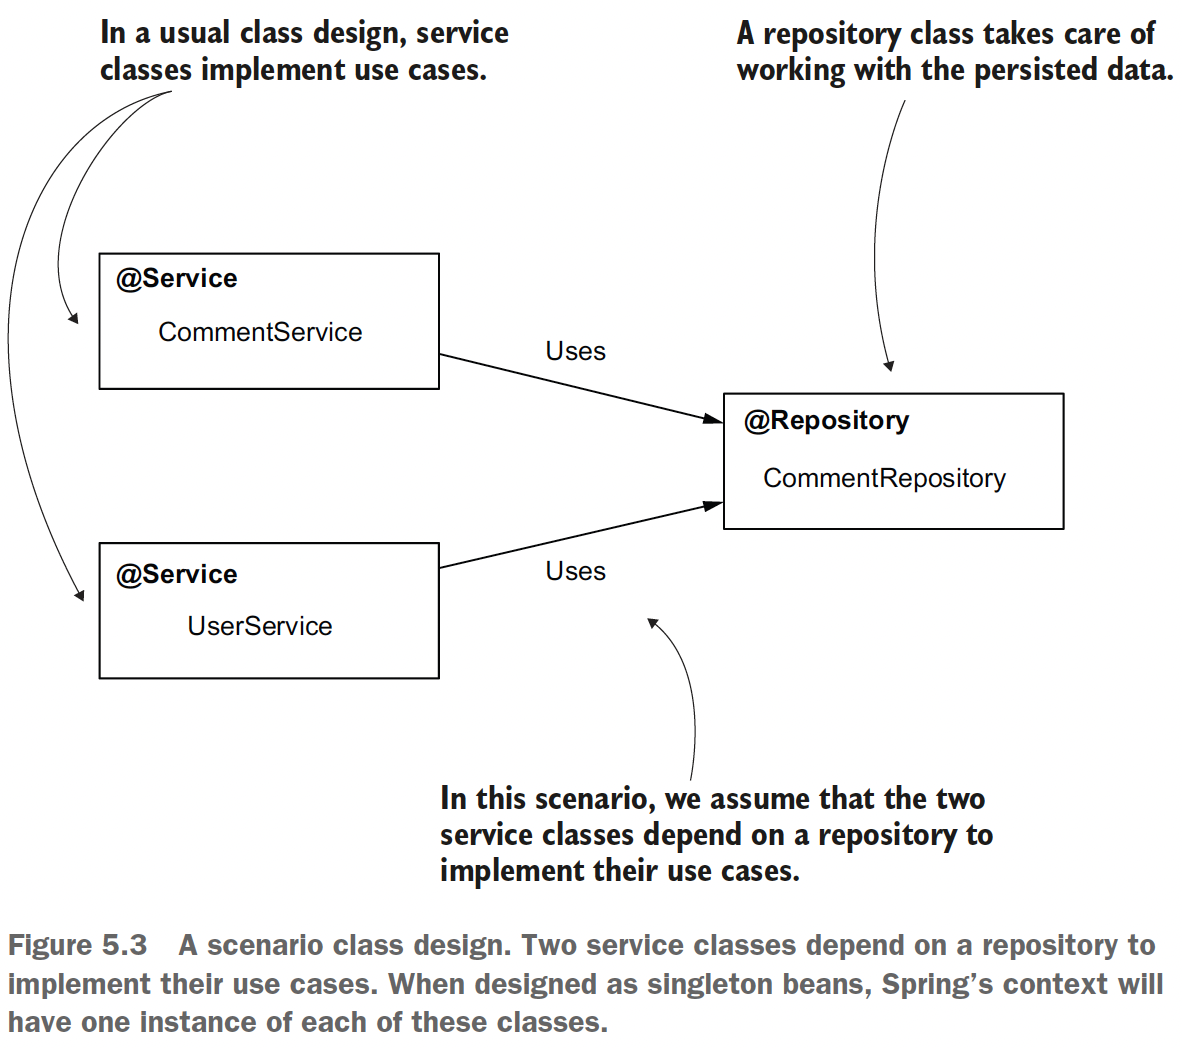 In a usual class design, service
classes implement use cases.
A repository class takes care of
working with the persisted data.
@Service
CommentService
Uses
@Repository
CommentRepository
@Service
UserService
Uses
In this scenario, we assume that the two
service classes depend on a repository to
implement their use cases.
Figure 5.3 A scenario class design. Two service classes depend on a repository to
implement their use cases. When designed as singleton beans, Spring’s context will
have one instance of each of these classes.